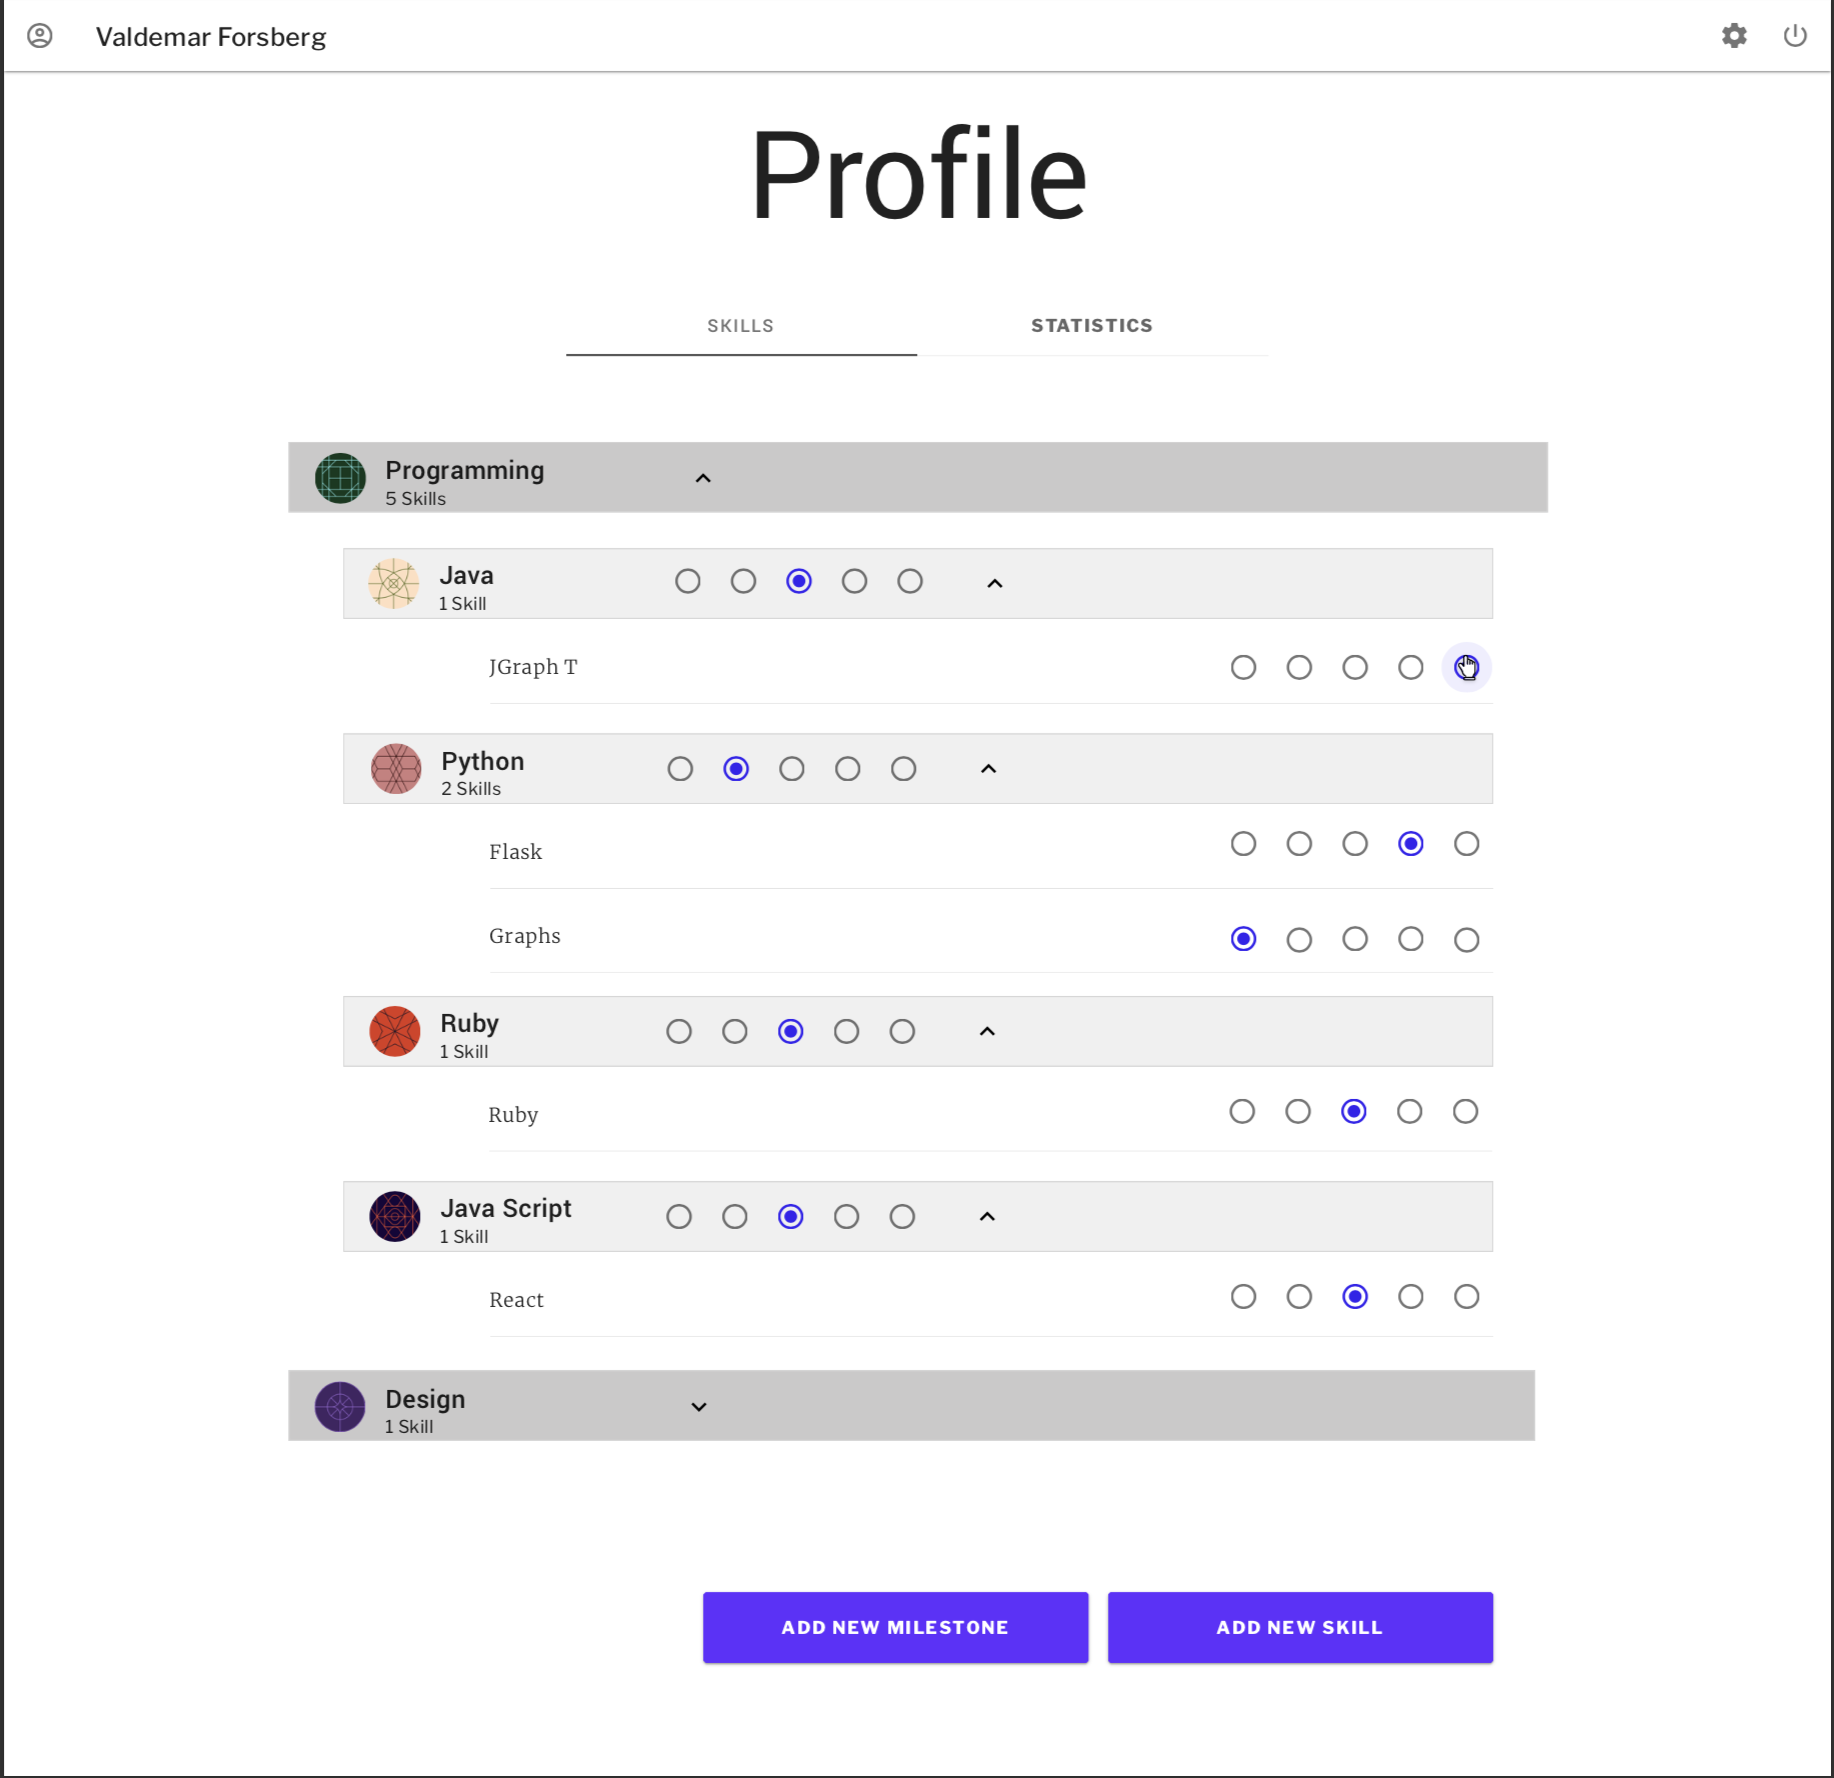 Valdemar Forsberg
Profile
SKILLS
STATISTICS
Programming
5 Skills
Java
1 Skill
JGraph T
Python
2 Skills
Flask
Graphs
Ruby
1 Skill
Ruby
Java Script
1 Skill
React
Design
1 Skill
ADD NEW MILESTONE
ADD NEW SKILL